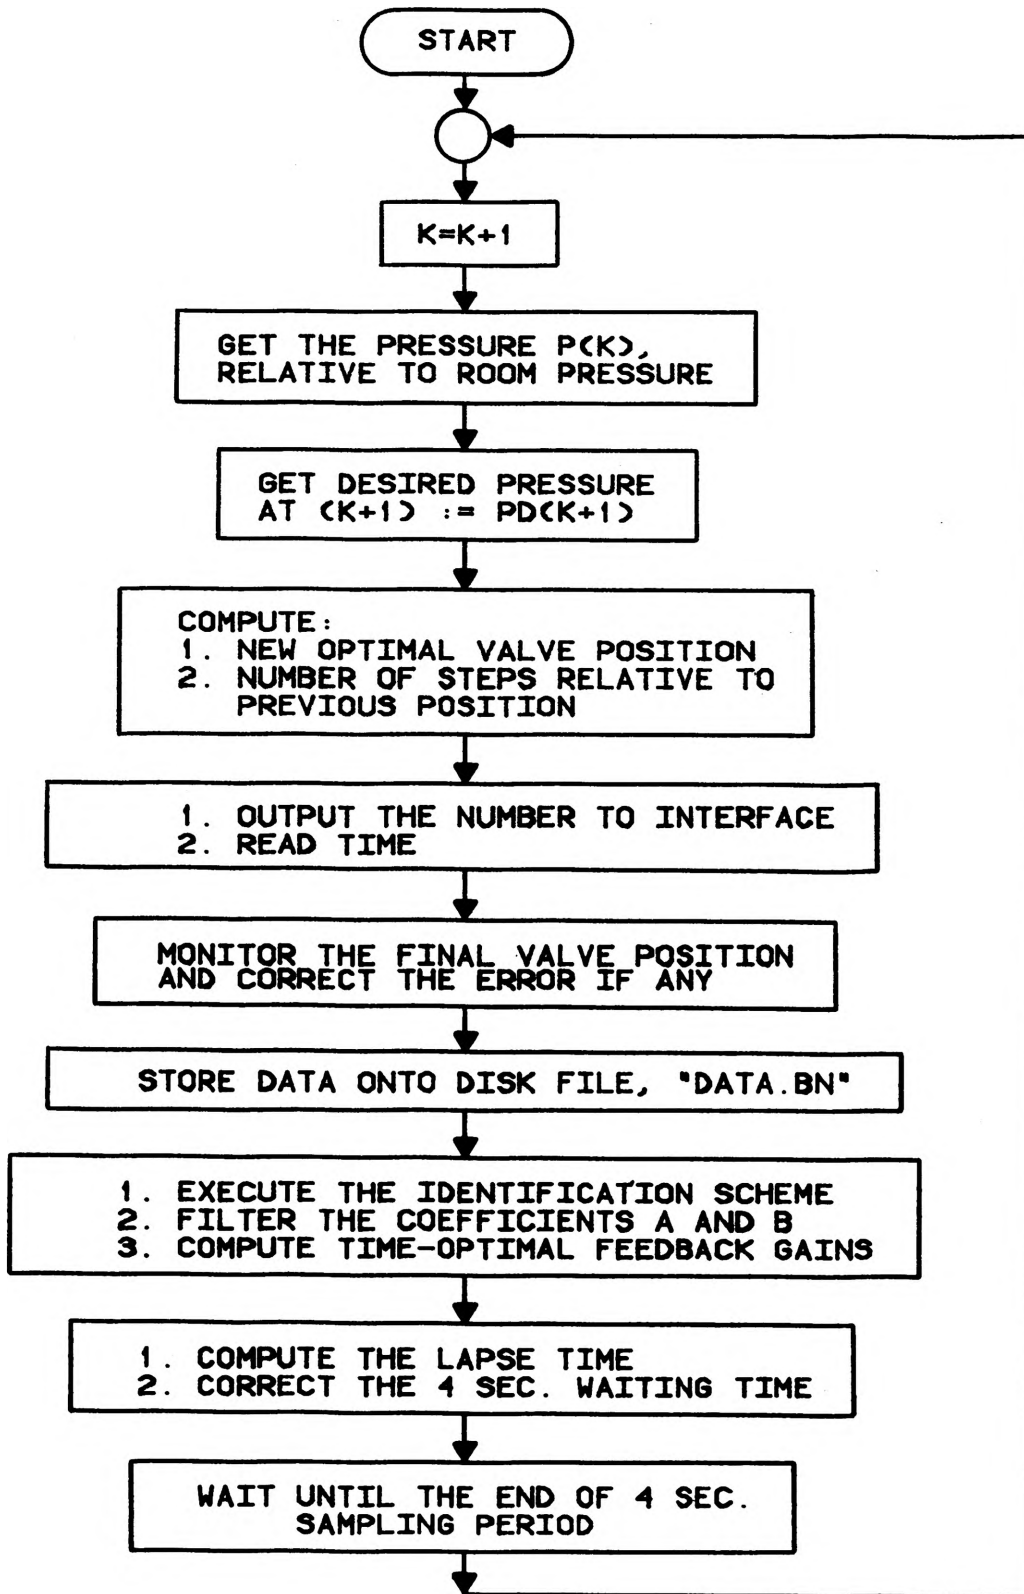 START
K=K+1
GET THE PRESSURE P(K),
RELATIVE TO ROOM PRESSURE
GET DESIRED PRESSURE
AT (K+1) := PD(K+1)
COMPUTE:
1. NEW OPTIMAL VALVE POSITION
2. NUMBER OF STEPS RELATIVE TO
PREVIOUS POSITION
1. OUTPUT THE NUMBER TO INTERFACE
2. READ TIME
MONITOR THE FINAL VALVE POSITION
AND CORRECT THE ERROR IF ANY
STORE DATA ONTO DISK FILE, "DATA.BN"
1. EXECUTE THE IDENTIFICATION SCHEME
2. FILTER THE COEFFICIENTS A AND B
3. COMPUTE TIME-OPTIMAL FEEDBACK GAINS
1. COMPUTE THE LAPSE TIME
2. CORRECT THE 4 SEC. WAITING TIME
WAIT UNTIL THE END OF 4 SEC.
SAMPLING PERIOD